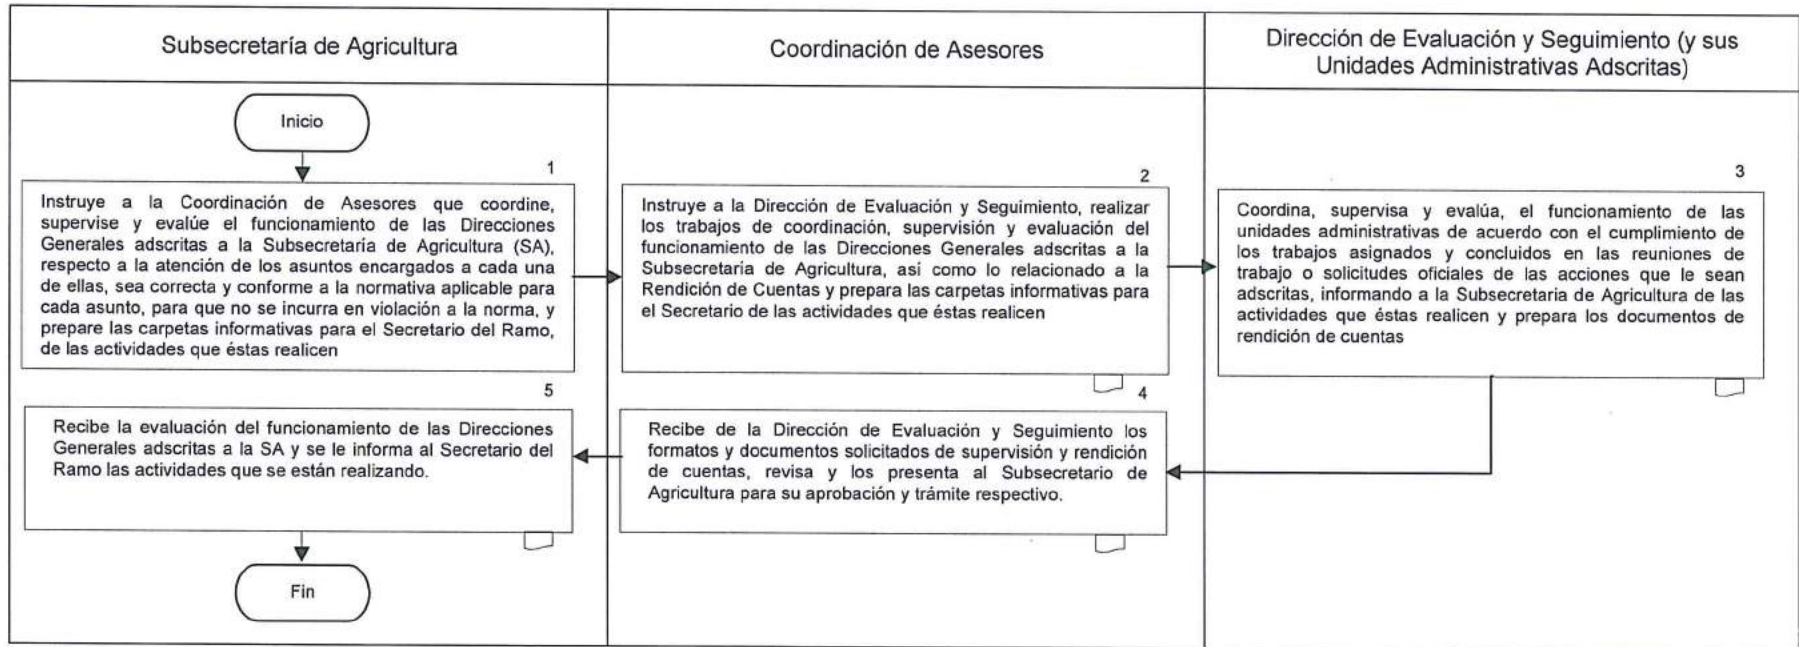 Subsecretaría de Agricultura
Coordinación de Asesores
Dirección de Evaluación y Seguimiento (y sus
Unidades Administrativas Adscritas)
Inicio
1
Instruye a la Coordinación de Asesores que coordine,
supervise y evalúe el funcionamiento de las Direcciones
Generales adscritas a la Subsecretaría de Agricultura (SA),
respecto a la atención de los asuntos encargados a cada una
de ellas, sea correcta y conforme a la normativa aplicable para
cada asunto, para que no se incurra en violación a la norma, y
prepare las carpetas informativas para el Secretario del Ramo,
de las actividades que éstas realicen
2
Instruye a la Dirección de Evaluación y Seguimiento, realizar
los trabajos de coordinación, supervisión y evaluación del
funcionamiento de las Direcciones Generales adscritas a la
Subsecretaría de Agricultura, así como lo relacionado a la
Rendición de Cuentas y prepara las carpetas informativas para
el Secretario de las actividades que éstas realicen
3
Coordina, supervisa y evalúa, el funcionamiento de las
unidades administrativas de acuerdo con el cumplimiento de
los trabajos asignados y concluidos en las reuniones de
trabajo o solicitudes oficiales de las acciones que le sean
adscritas, informando a la Subsecretaria de Agricultura de las
actividades que éstas realicen y prepara los documentos de
rendición de cuentas
4
Recibe de la Dirección de Evaluación y Seguimiento los
formatos y documentos solicitados de supervisión y rendición
de cuentas, revisa y los presenta al Subsecretario de
Agricultura para su aprobación y trámite respectivo.
5
Recibe la evaluación del funcionamiento de las Direcciones
Generales adscritas a la SA y se le informa al Secretario del
Ramo las actividades que se están realizando.
Fin